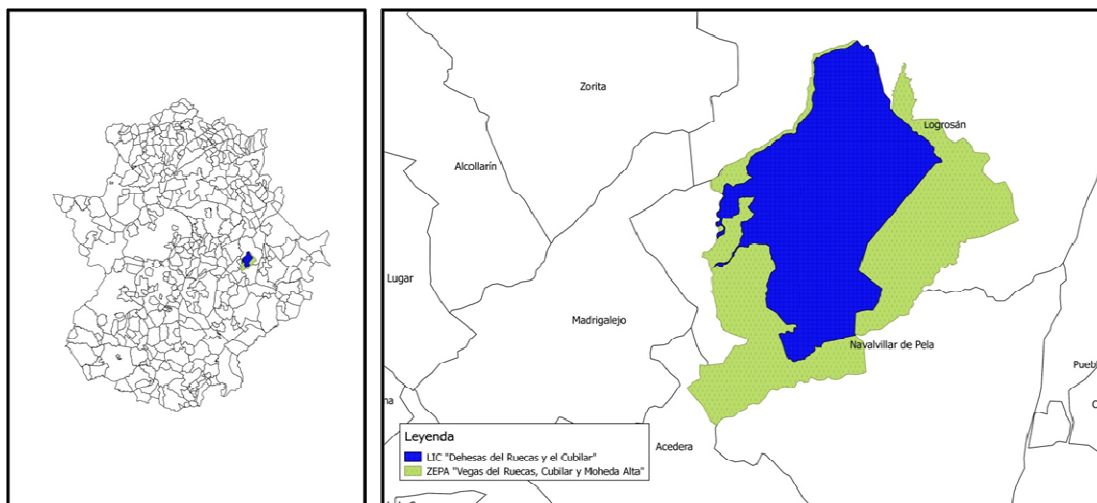 Zorita
Logrosán
Alcollarín
Lugar
Madrigalejo
Navalvillar de Pela
Puebl
Acedera
Leyenda
LIC "Dehesas del Ruecas y el Cubilar"
ZEPA "Vegas del Ruecas, Cubilar y Moheda Alta"